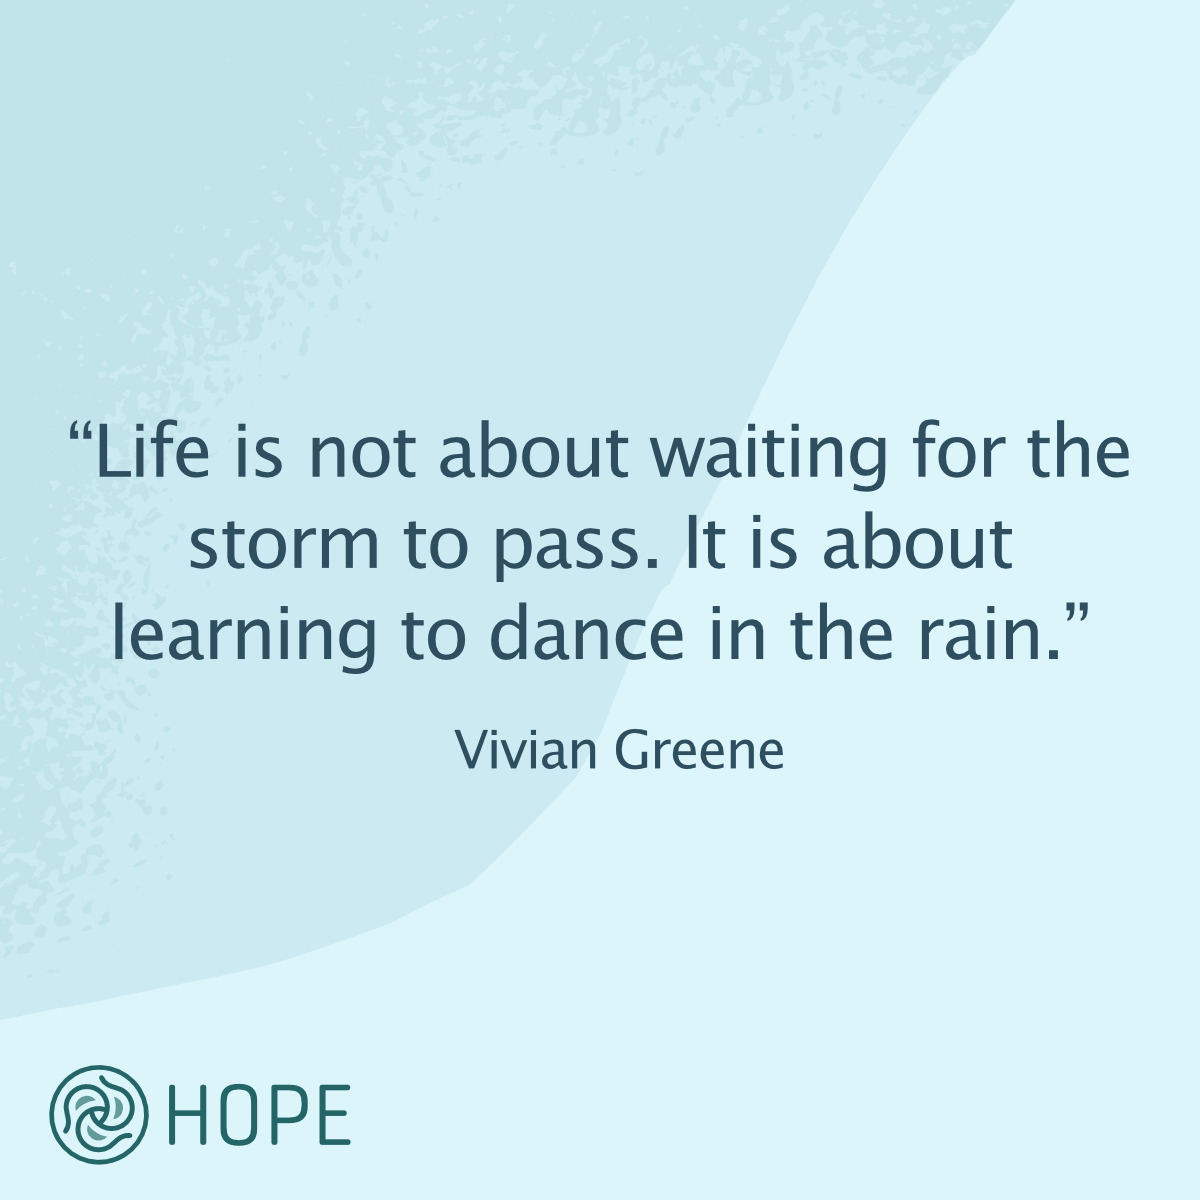 “Life is not about waiting for the
storm to pass. It is about
learning to dance in the rain.”
Vivian Greene
HOPE